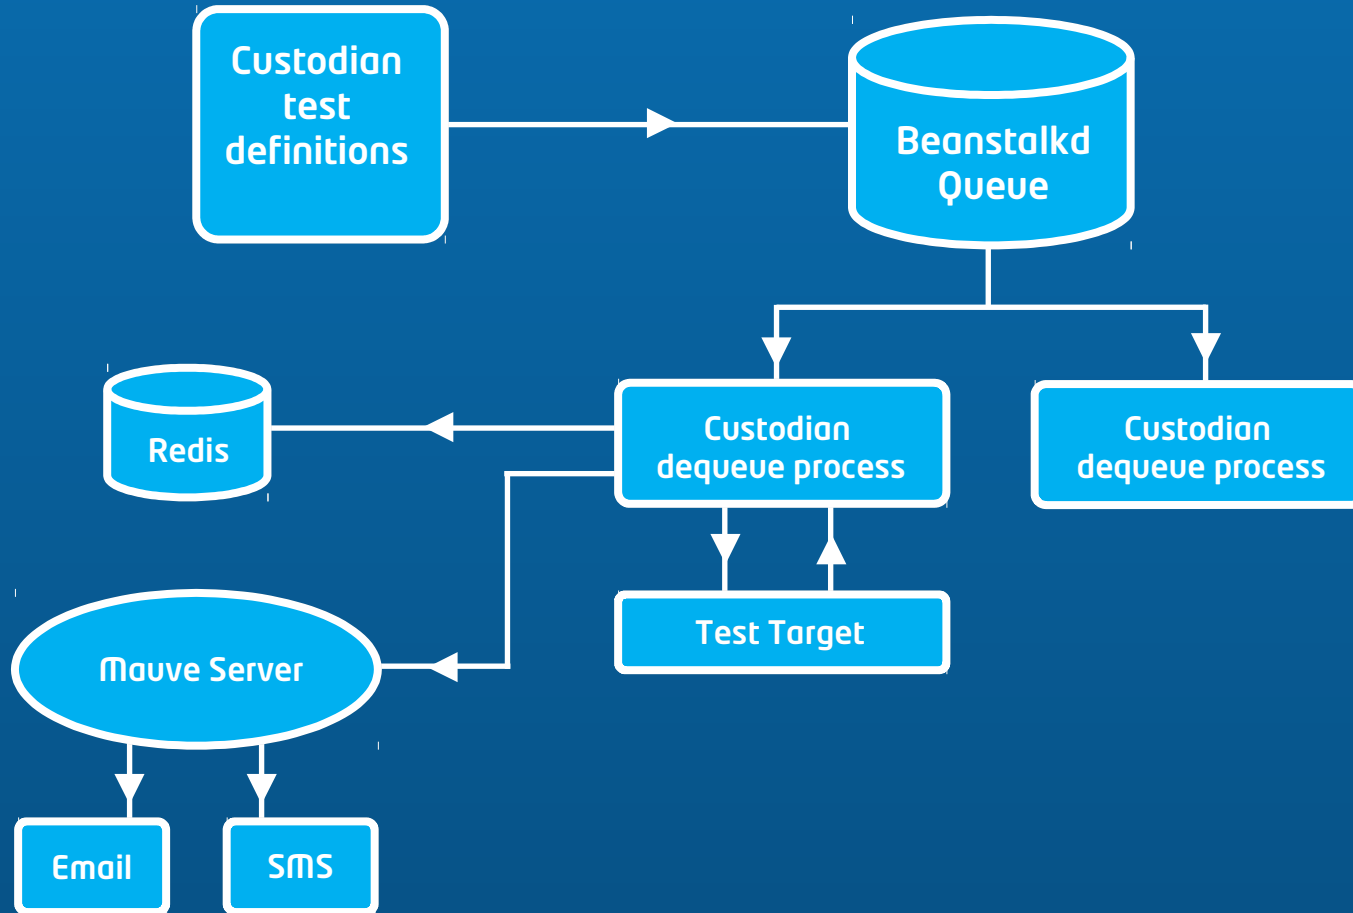 Custodian
test
definitions
Beanstalkd
Queue
Redis
Custodian
dequeue process
Custodian
dequeue process
Test Target
Mauve Server
Email
SMS